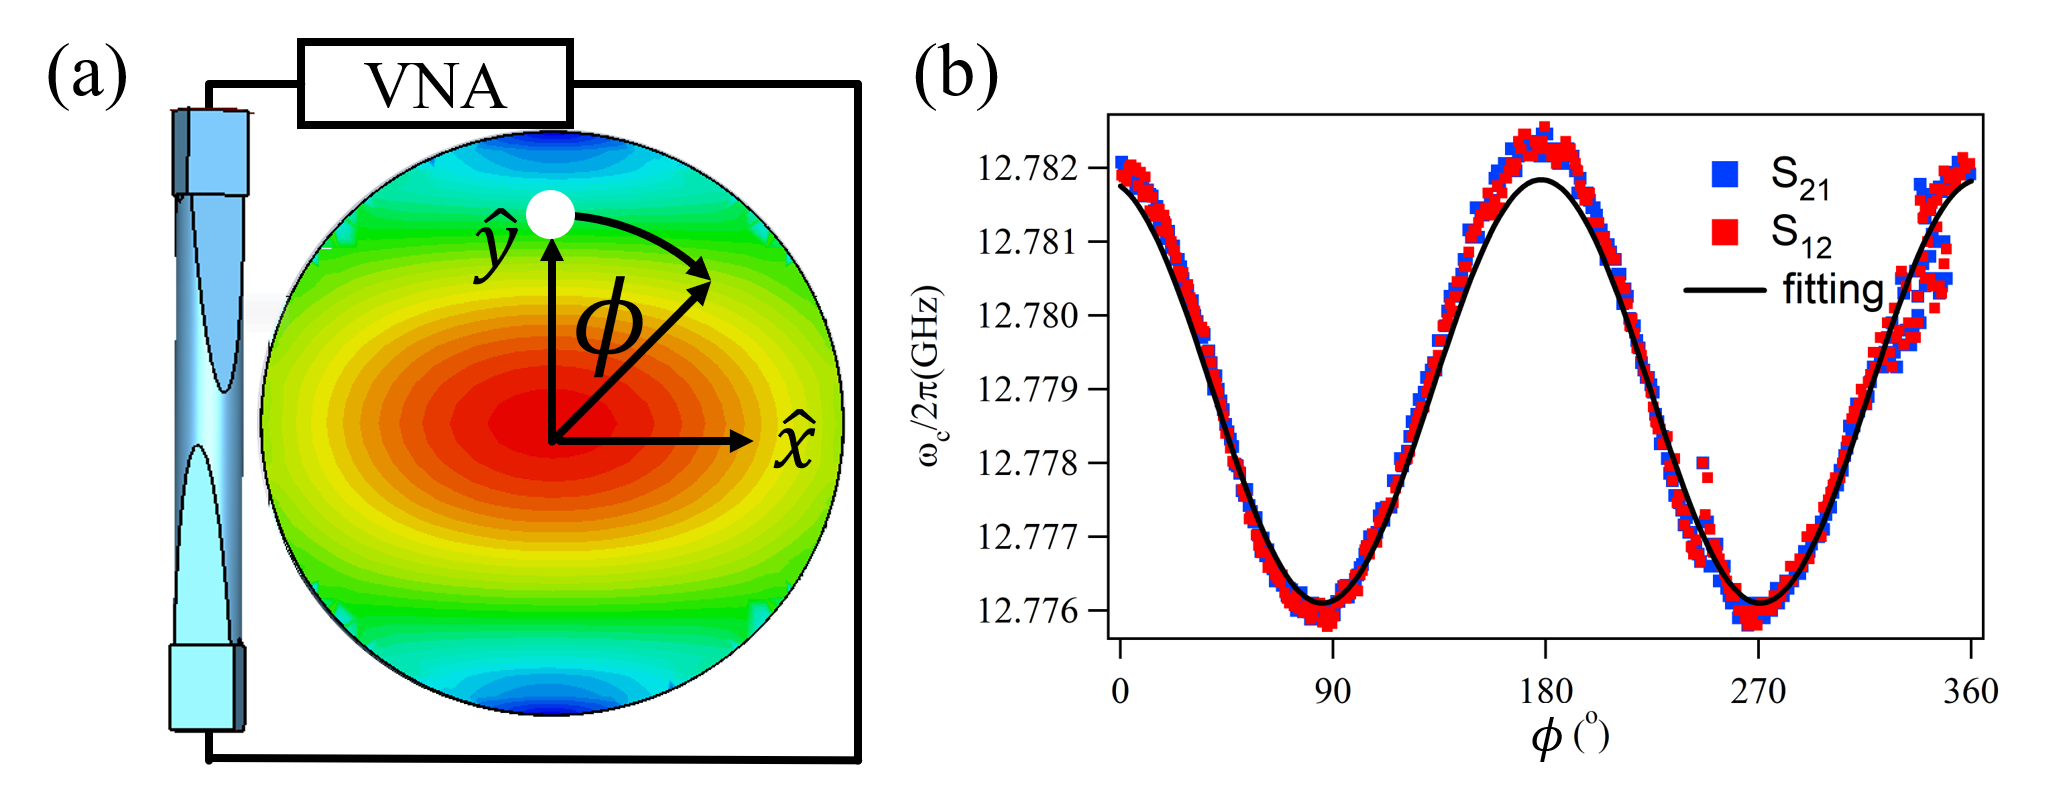 (a)
VNA
ŷ
ϕ
x̂
(b)
ω_c/2π(GHz)
12.782
12.781
12.780
12.779
12.778
12.777
12.776
S₂₁
S₁₂
fitting
0 90 180 270 360
ϕ (°)